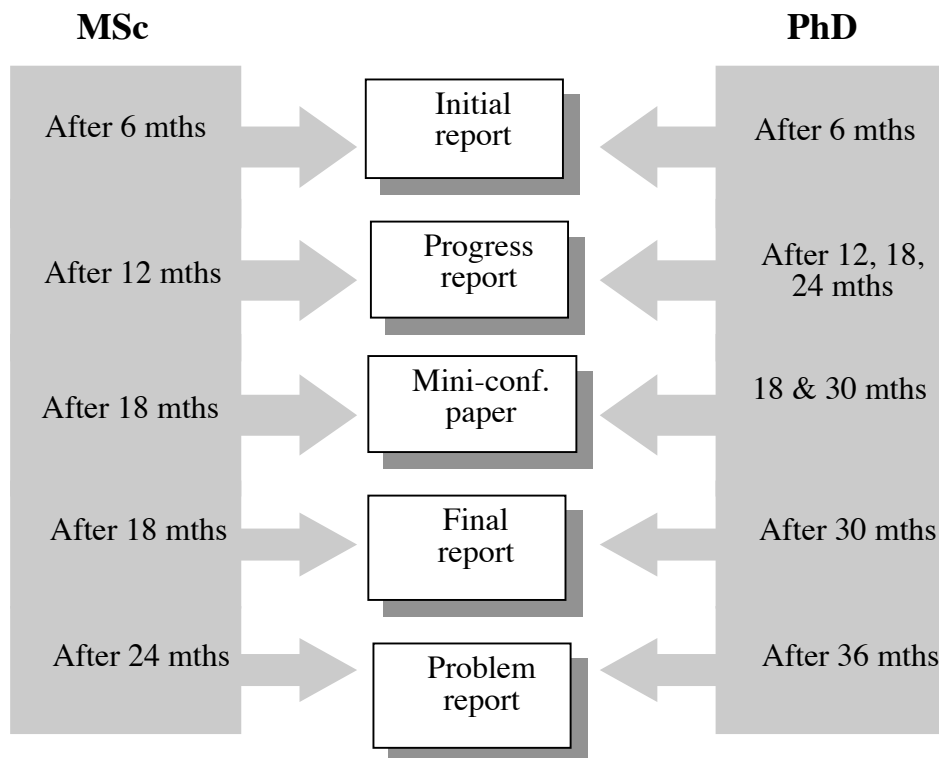 MSc
PhD
After 6 mths
Initial
report
After 6 mths
After 12 mths
Progress
report
After 12, 18,
24 mths
After 18 mths
Mini-conf.
paper
18 & 30 mths
After 18 mths
Final
report
After 30 mths
After 24 mths
Problem
report
After 36 mths